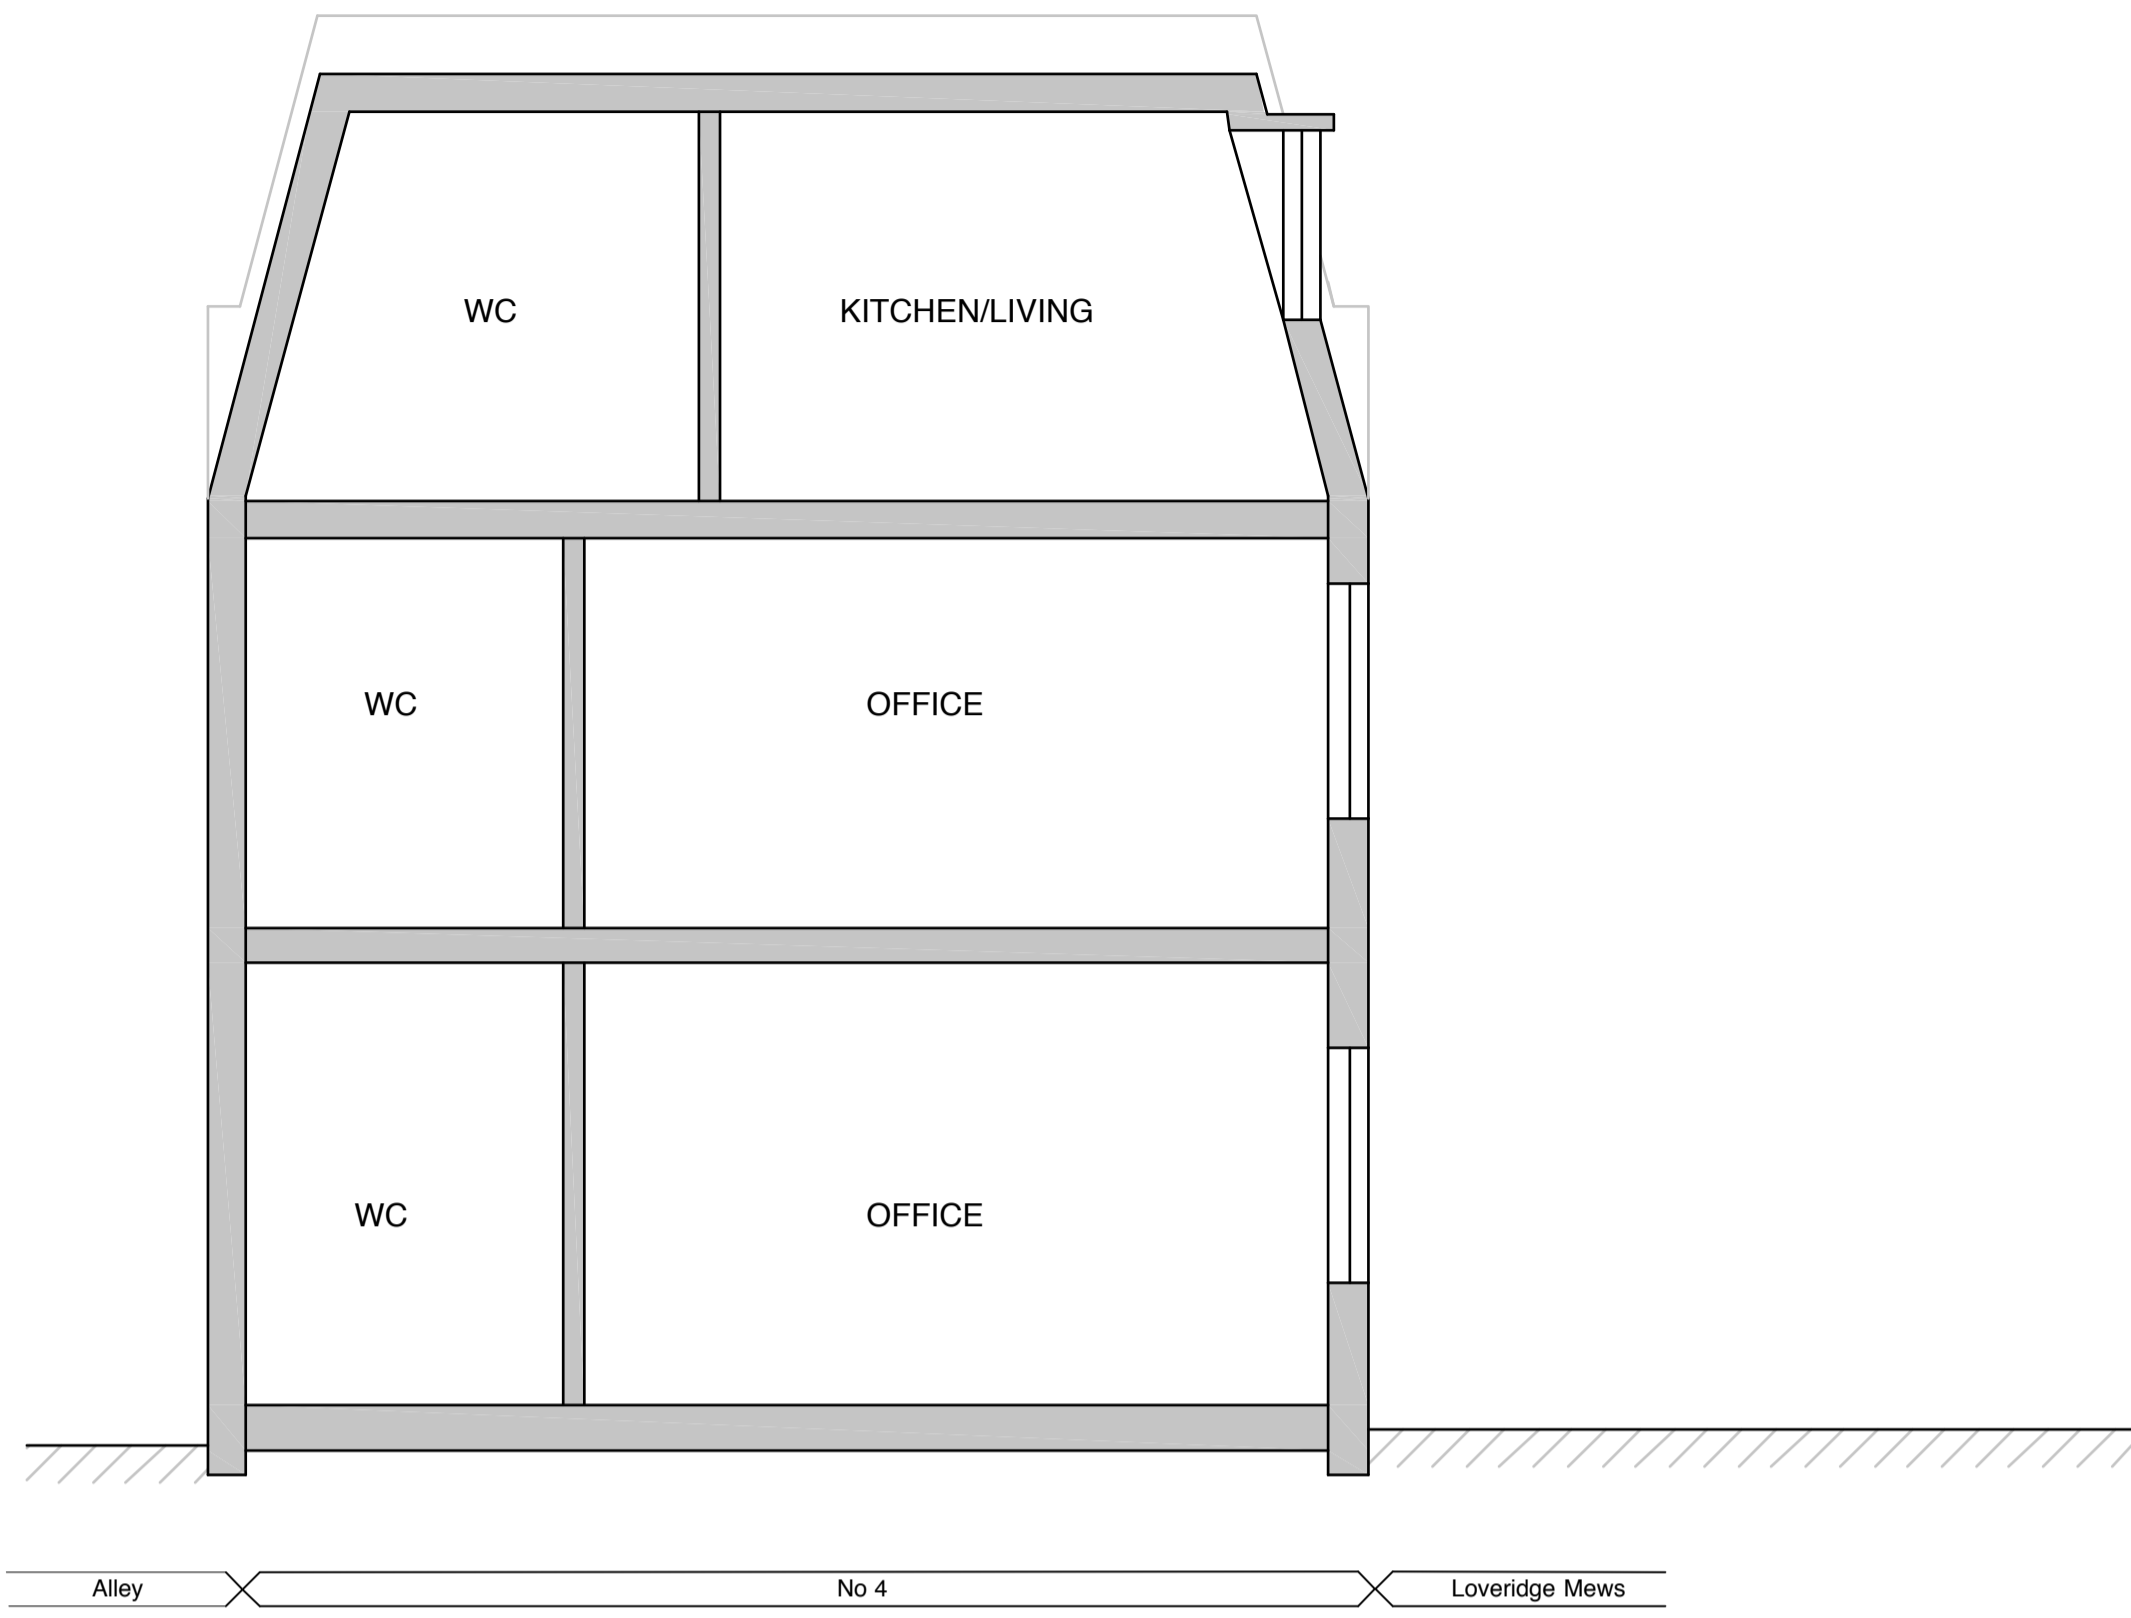 WC
KITCHEN/LIVING
WC
OFFICE
WC
OFFICE
Alley
No 4
Loveridge Mews